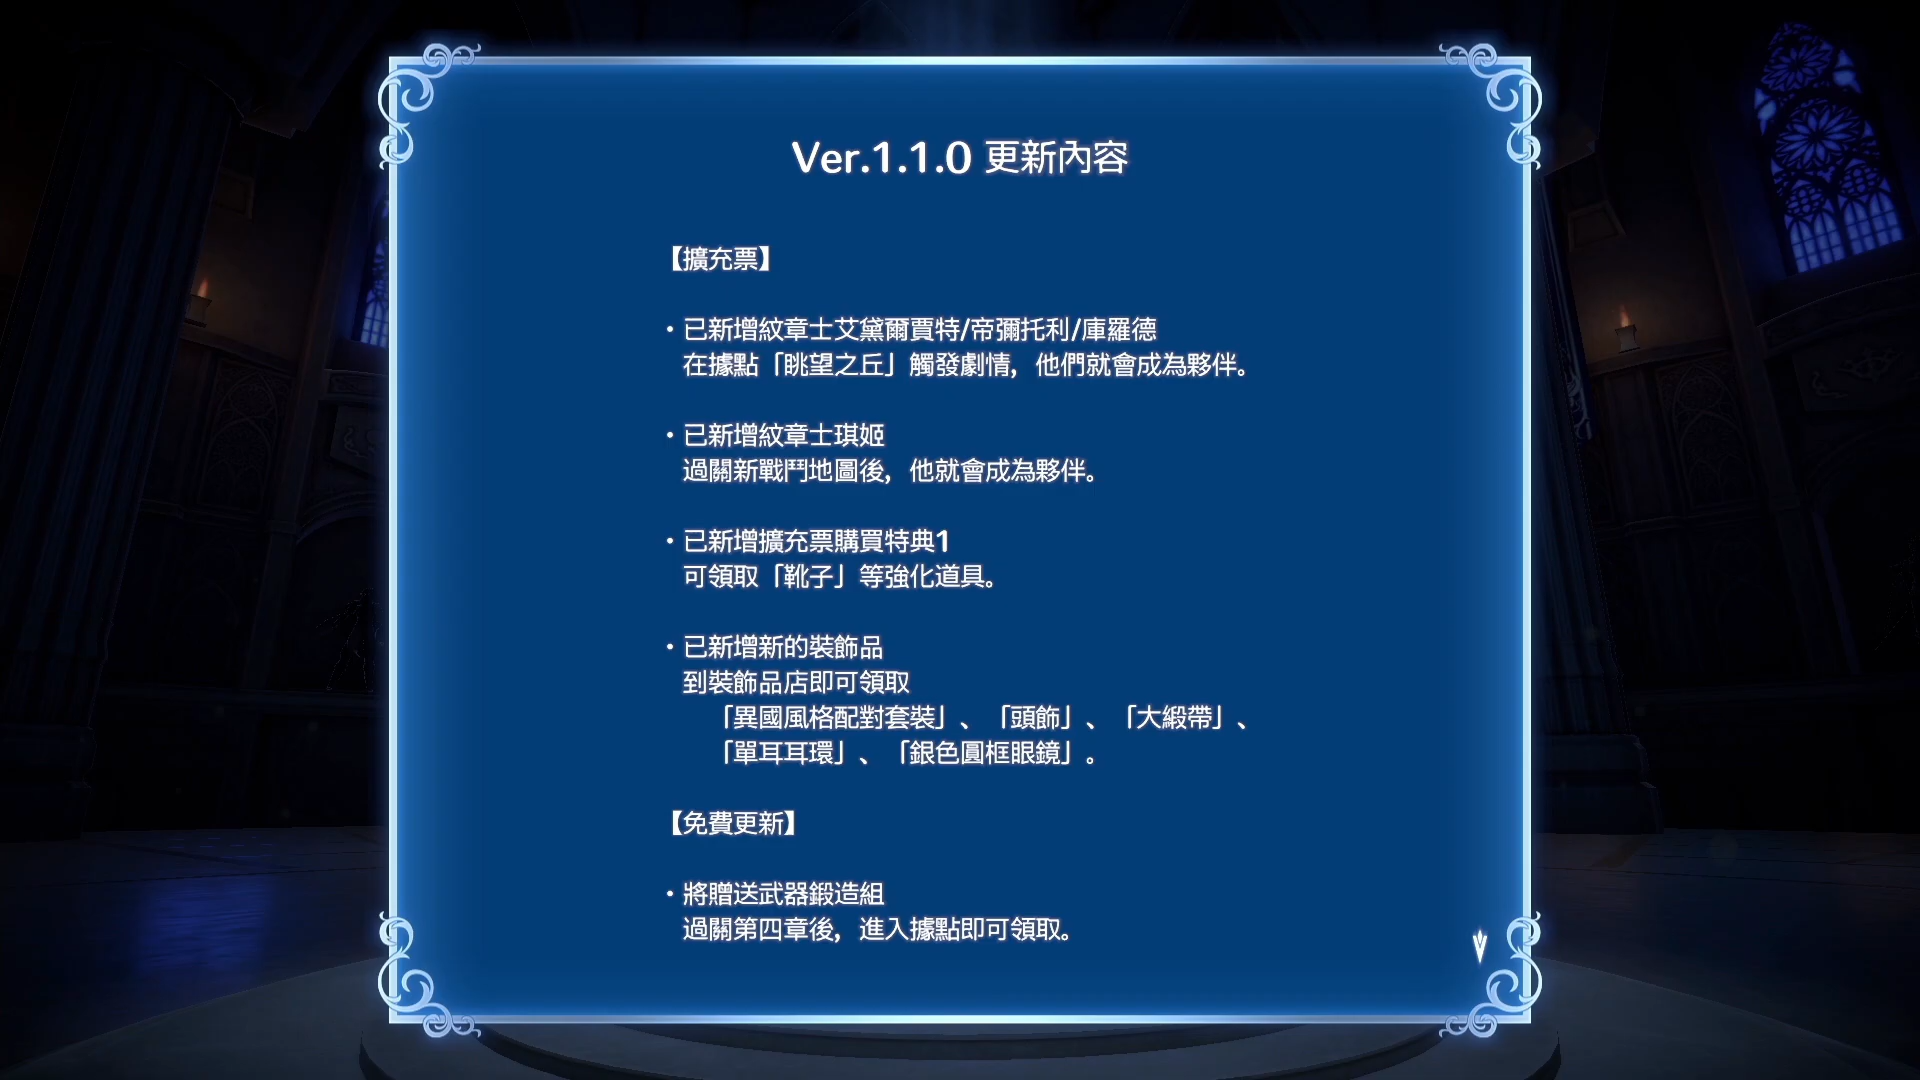 Ver.1.1.0 更新內容
【擴充票】
・已新增紋章士艾黛爾賈特/帝彌托利/庫羅德
在據點「眺望之丘」觸發劇情，他們就會成為夥伴。
・已新增紋章士琪姬
過關新戰鬥地圖後，他就會成為夥伴。
・已新增擴充票購買特典1
可領取「靴子」等強化道具。
・已新增新的裝飾品
到裝飾品店即可領取
「異國風格配對套裝」、「頭飾」、「大緞帶」、
「單耳耳環」、「銀色圓框眼鏡」。
【免費更新】
・將贈送武器鍛造組
過關第四章後，進入據點即可領取。